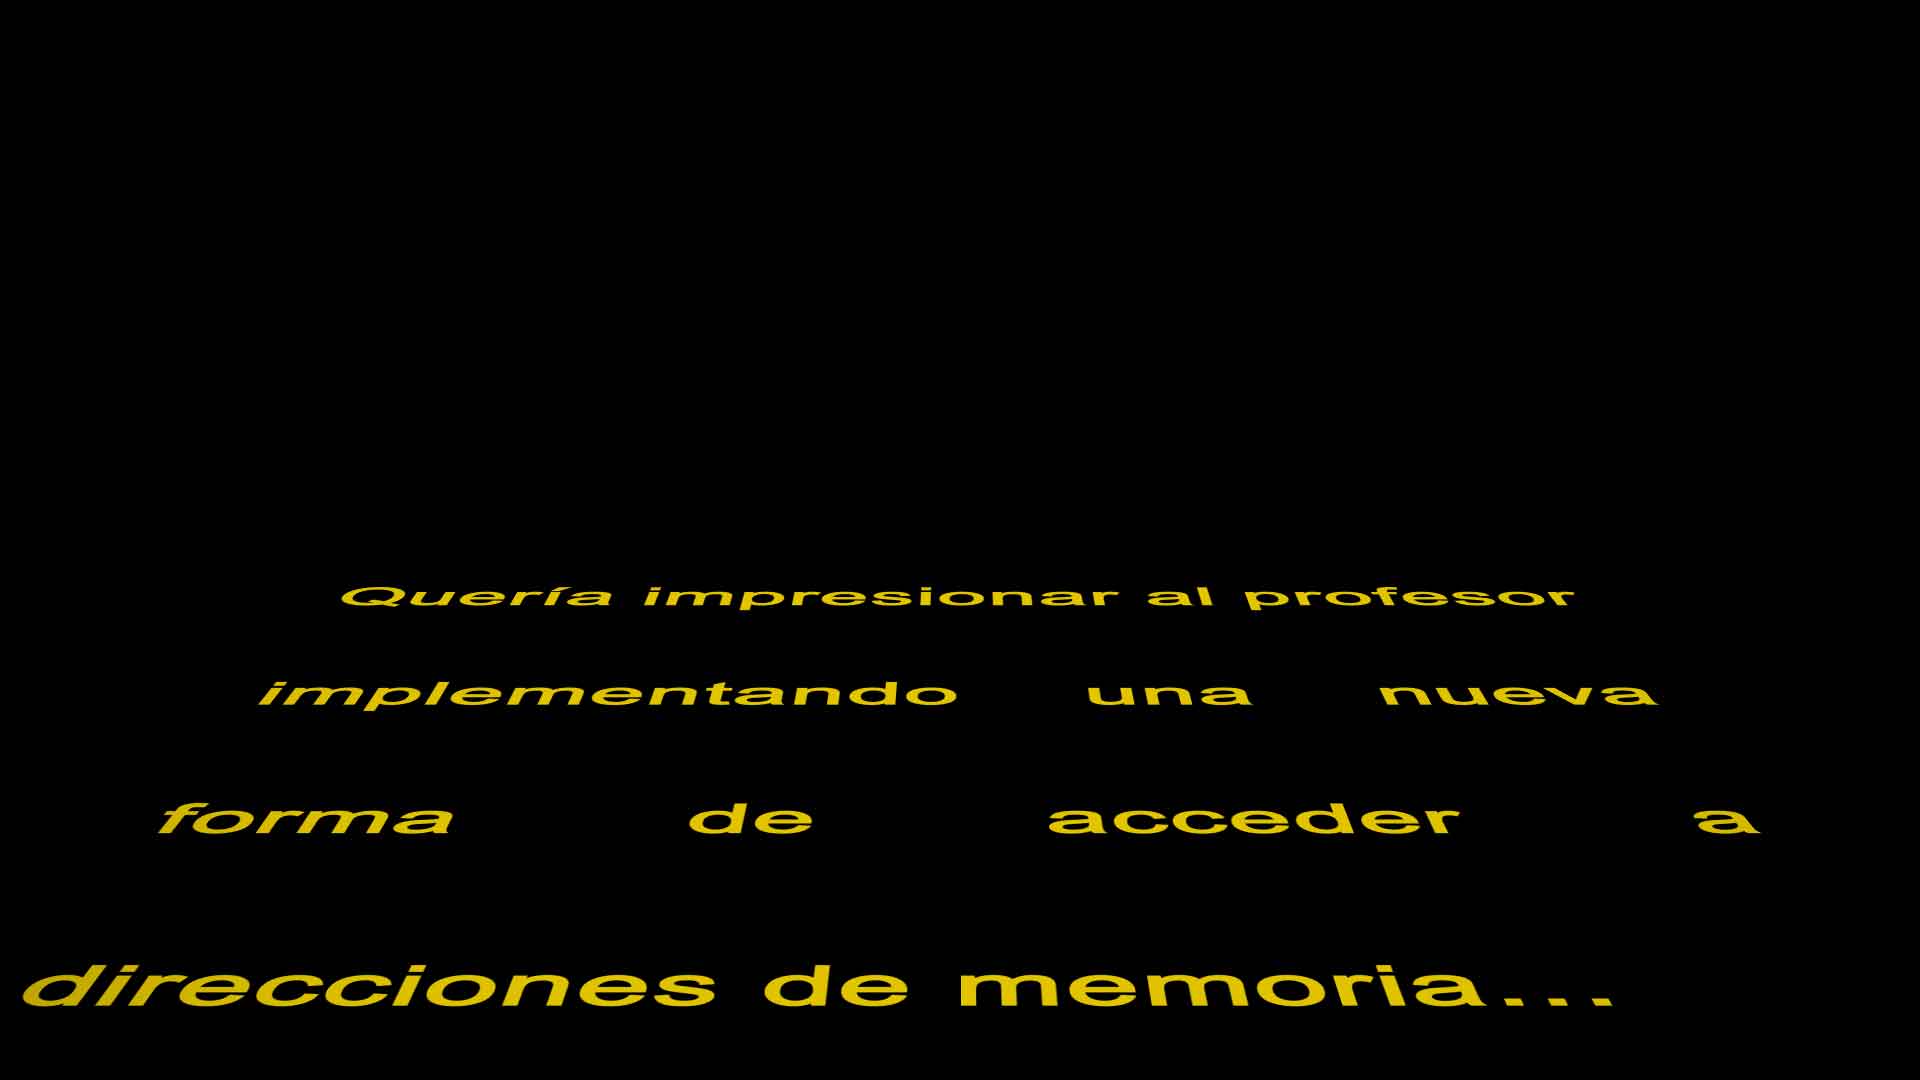 Quería impresionar al profesor
implementando una nueva
forma de acceder a
direcciones de memoria...